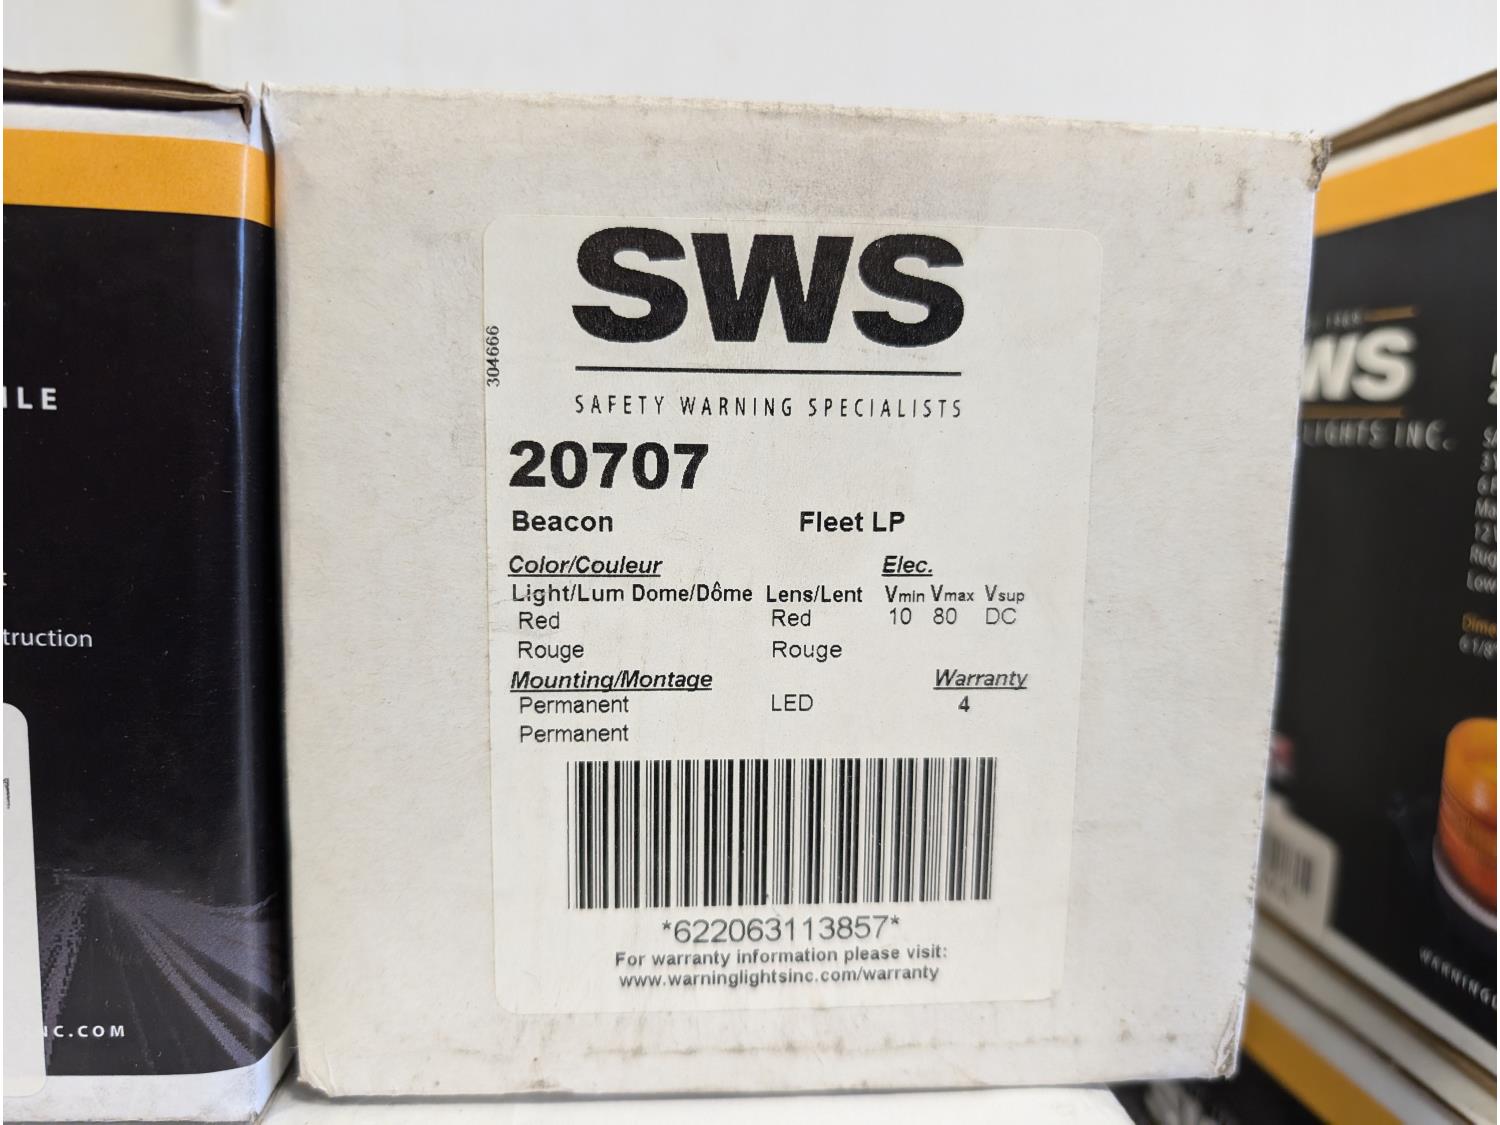 SWS
304666
SAFETY WARNING SPECIALISTS
20707
Beacon Fleet LP
Color/Couleur Elec.
Light/Lum Dome/Dôme Lens/Lent Vmin Vmax Vsup
Red Red 10 80 DC
Rouge Rouge
Mounting/Montage Warranty
Permanent LED 4
Permanent
*622063113857*
For warranty information please visit:
www.warninglightsinc.com/warranty
ILE
truction
C.COM
WS
LIGHTS INC.